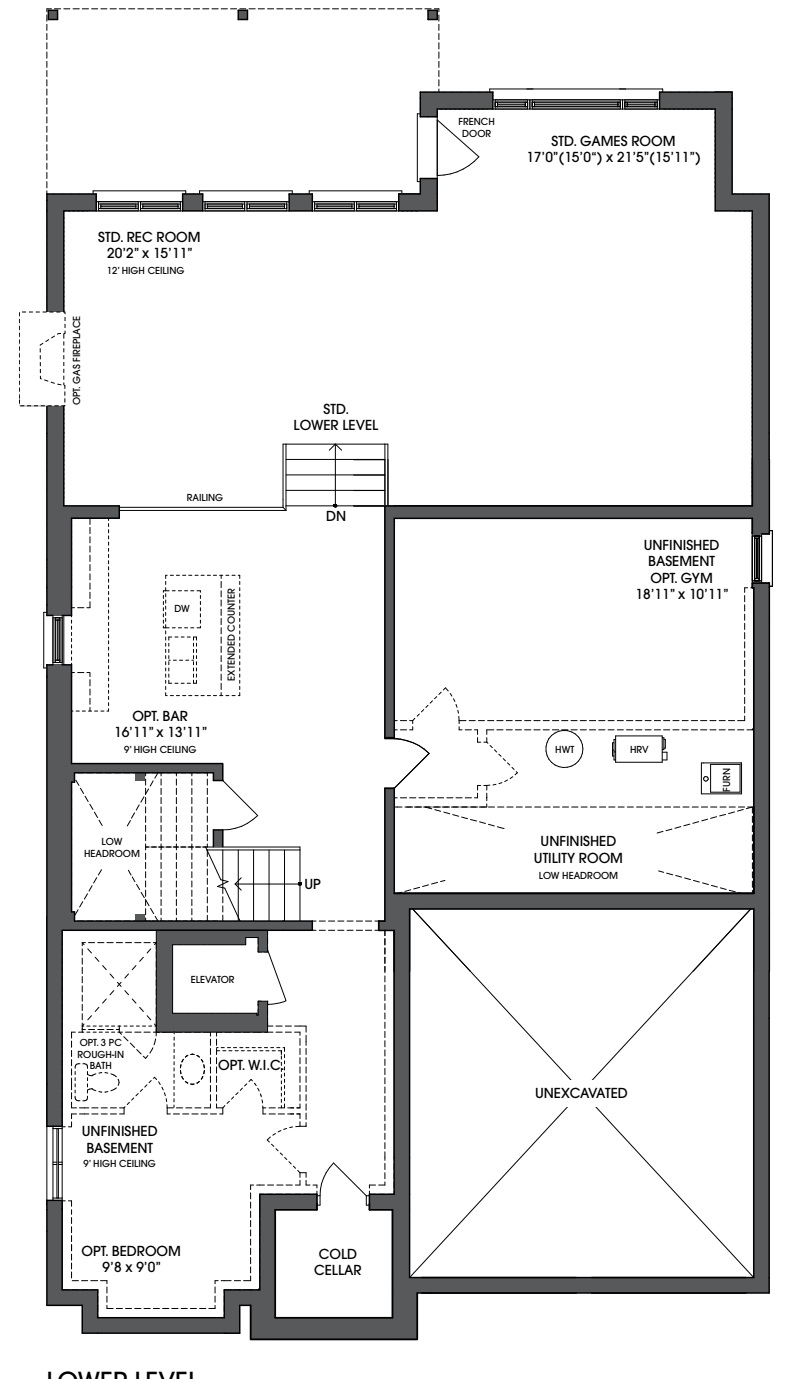 FRENCH
DOOR
STD. GAMES ROOM
17'0"(15'0") x 21'5"(15'11")
STD. REC ROOM
20'2" x 15'11"
12' HIGH CEILING
OPT. GAS FIREPLACE
STD.
LOWER LEVEL
RAILING
DN
UNFINISHED
BASEMENT
OPT. GYM
18'11" x 10'11"
DW
EXTENDED COUNTER
OPT. BAR
16'11" x 13'11"
9' HIGH CEILING
HWT
HRV
FURN
LOW
HEADROOM
UNFINISHED
UTILITY ROOM
LOW HEADROOM
UP
ELEVATOR
OPT. 3 PC
ROUGH-IN
BATH
OPT. W.I.C.
UNEXCAVATED
UNFINISHED
BASEMENT
9' HIGH CEILING
OPT. BEDROOM
9'8 x 9'0"
COLD
CELLAR
LOWER LEVEL